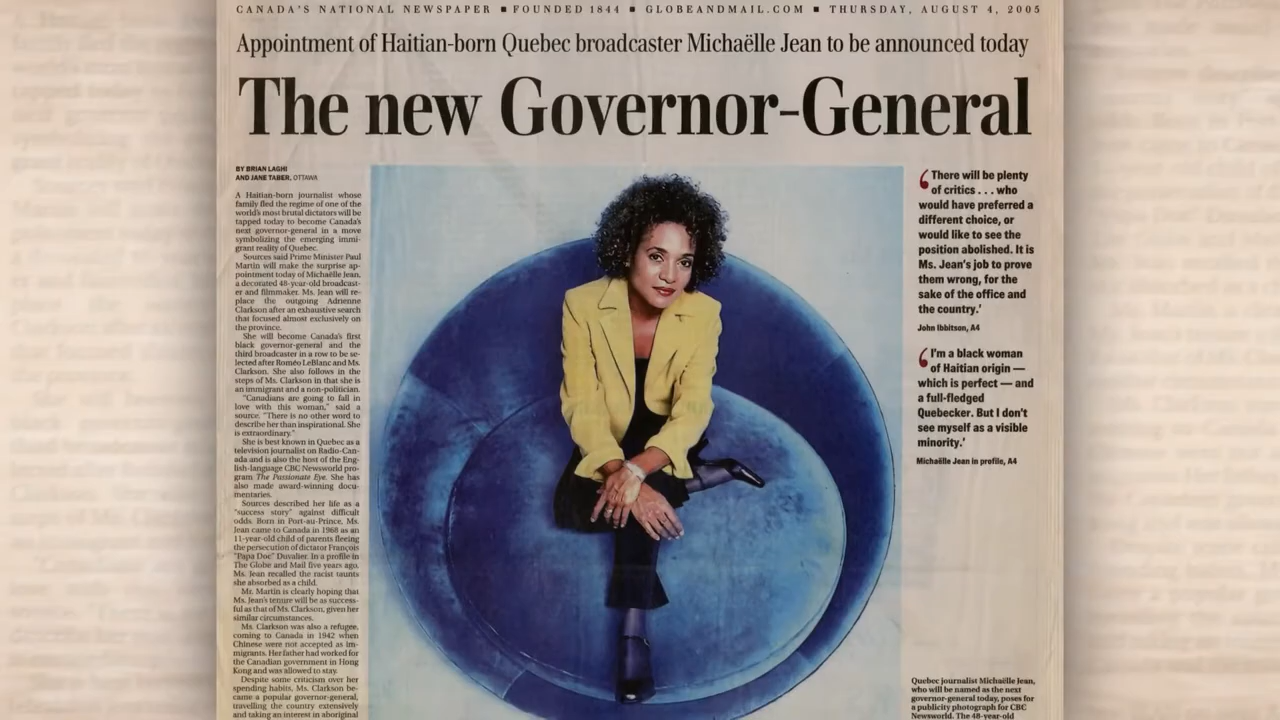 CANADA'S NATIONAL NEWSPAPER ■ FOUNDED 1844 ■ GLOBEANDMAIL.COM ■ THURSDAY, AUGUST 4, 2005
Appointment of Haitian-born Quebec broadcaster Michaëlle Jean to be announced today
The new Governor-General
BY BRIAN LAGHI
AND JANE TABER, OTTAWA
A Haitian-born journalist whose
family fled the regime of one of the
world's most brutal dictators will be
tapped today to become Canada's
next governor-general in a move
symbolizing the emerging immi-
grant reality of Quebec.
Sources said Prime Minister Paul
Martin will make the surprise ap-
pointment today of Michaëlle Jean,
a decorated 48-year-old broadcast-
er and filmmaker. Ms. Jean will re-
place the outgoing Adrienne
Clarkson after an exhaustive search
that focused almost exclusively on
the province.
She will become Canada's first
black governor-general and the
third broadcaster in a row to be se-
lected after Roméo LeBlanc and Ms.
Clarkson. She also follows in the
steps of Ms. Clarkson in that she is
an immigrant and a non-politician.
"Canadians are going to fall in
love with this woman," said a
source. "There is no other word to
describe her than inspirational. She
is extraordinary."
She is best known in Quebec as a
television journalist on Radio-Can-
ada and is also the host of the Eng-
lish-language CBC Newsworld pro-
gram The Passionate Eye. She has
also made award-winning docu-
mentaries.
Sources described her life as a
"success story" against difficult
odds. Born in Port-au-Prince, Ms.
Jean came to Canada in 1968 as an
11-year-old child of parents fleeing
the persecution of dictator François
"Papa Doc" Duvalier. In a profile in
The Globe and Mail five years ago,
Ms. Jean recalled the racist taunts
she absorbed as a child.
Mr. Martin is clearly hoping that
Ms. Jean's tenure will be as success-
ful as that of Ms. Clarkson, given her
similar circumstances.
Ms. Clarkson was also a refugee,
coming to Canada in 1942 when
Chinese were not accepted as im-
migrants. Her father had worked for
the Canadian government in Hong
Kong and was allowed to stay.
Despite some criticism over her
spending habits, Ms. Clarkson be-
came a popular governor-general,
travelling the country extensively
and taking an interest in aboriginal
‘There will be plenty
of critics . . . who
would have preferred a
different choice, or
would like to see the
position abolished. It is
Ms. Jean's job to prove
them wrong, for the
sake of the office and
the country.’
John Ibbitson, A4
‘I'm a black woman
of Haitian origin —
which is perfect — and
a full-fledged
Quebecker. But I don't
see myself as a visible
minority.’
Michaëlle Jean in profile, A4
Quebec journalist Michaëlle Jean,
who will be named as the next
governor-general today, poses for
a publicity photograph for CBC
Newsworld. The 48-year-old